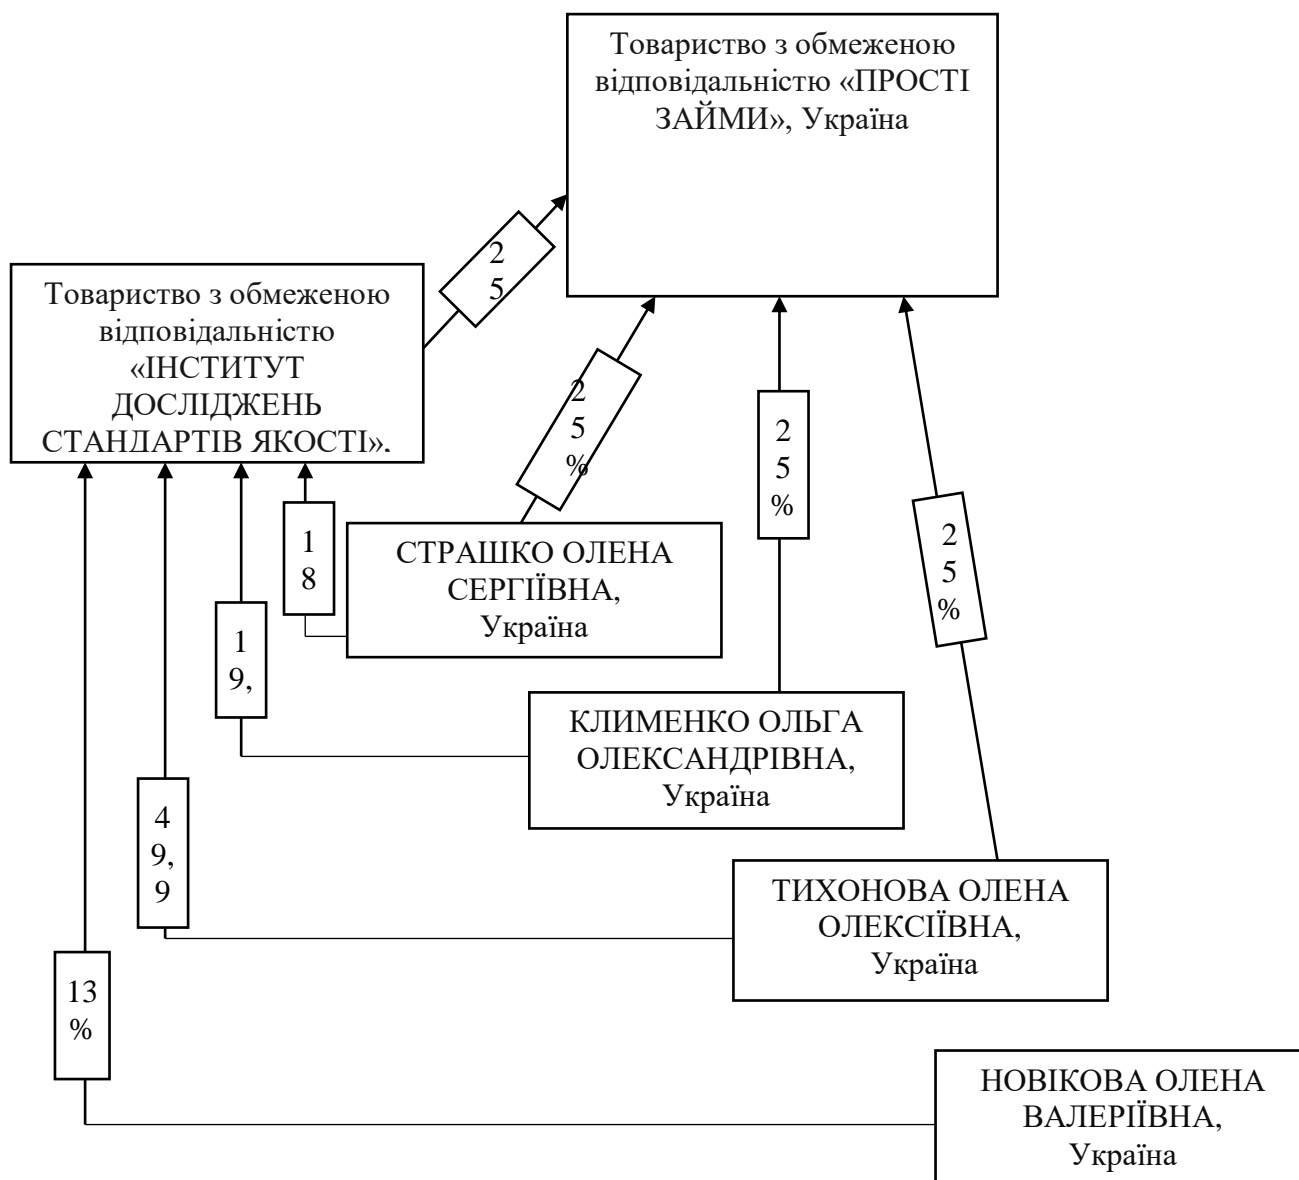 Товариство з обмеженою
відповідальністю «ПРОСТІ
ЗАЙМИ», Україна
2
5
Товариство з обмеженою
відповідальністю
«ІНСТИТУТ
ДОСЛІДЖЕНЬ
СТАНДАРТІВ ЯКОСТІ»,
2
5
%
2
5
%
2
5
%
1
8
СТРАШКО ОЛЕНА
СЕРГІЇВНА,
Україна
1
9,
КЛИМЕНКО ОЛЬГА
ОЛЕКСАНДРІВНА,
Україна
4
9,
9
ТИХОНОВА ОЛЕНА
ОЛЕКСІЇВНА,
Україна
13
%
НОВІКОВА ОЛЕНА
ВАЛЕРІЇВНА,
Україна